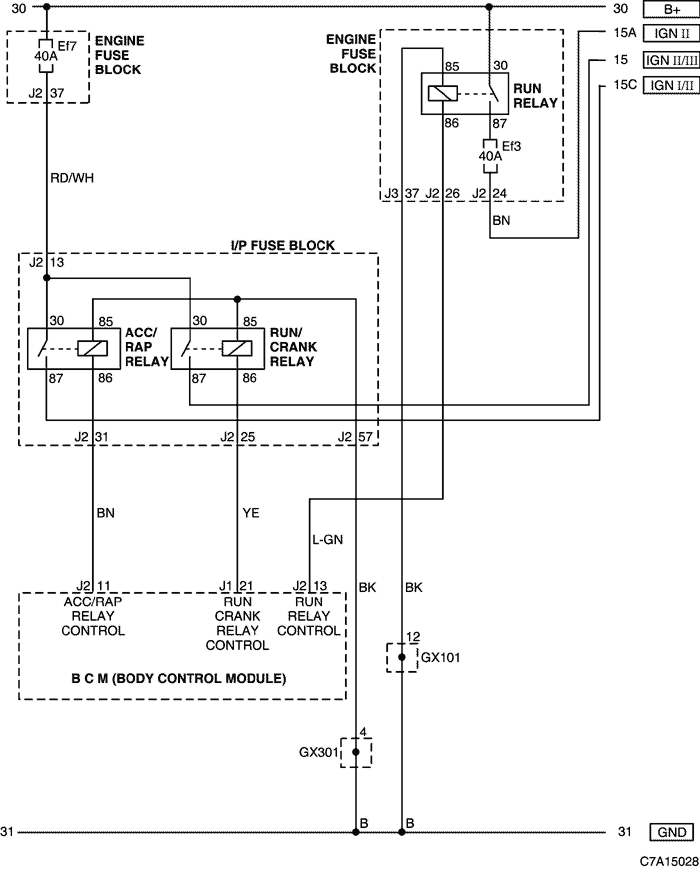 30
30
B+
15A
IGN II
15
IGN II/III
15C
IGN I/II
Ef7
40A
J2 37
ENGINE
FUSE
BLOCK
ENGINE
FUSE
BLOCK
85
30
RUN
RELAY
86
87
Ef3
40A
J3 37
J2 26
J2 24
BN
RD/WH
I/P FUSE BLOCK
J2 13
30
85
ACC/
RAP
RELAY
30
85
RUN/
CRANK
RELAY
87
86
87
86
J2 31
J2 25
J2 57
BN
YE
L-GN
BK
BK
J2 11
J1 21
J2 13
ACC/RAP
RELAY
CONTROL
RUN
CRANK
RELAY
CONTROL
RUN
RELAY
CONTROL
B C M (BODY CONTROL MODULE)
12
GX101
4
GX301
B
B
31
31
GND
C7A15028